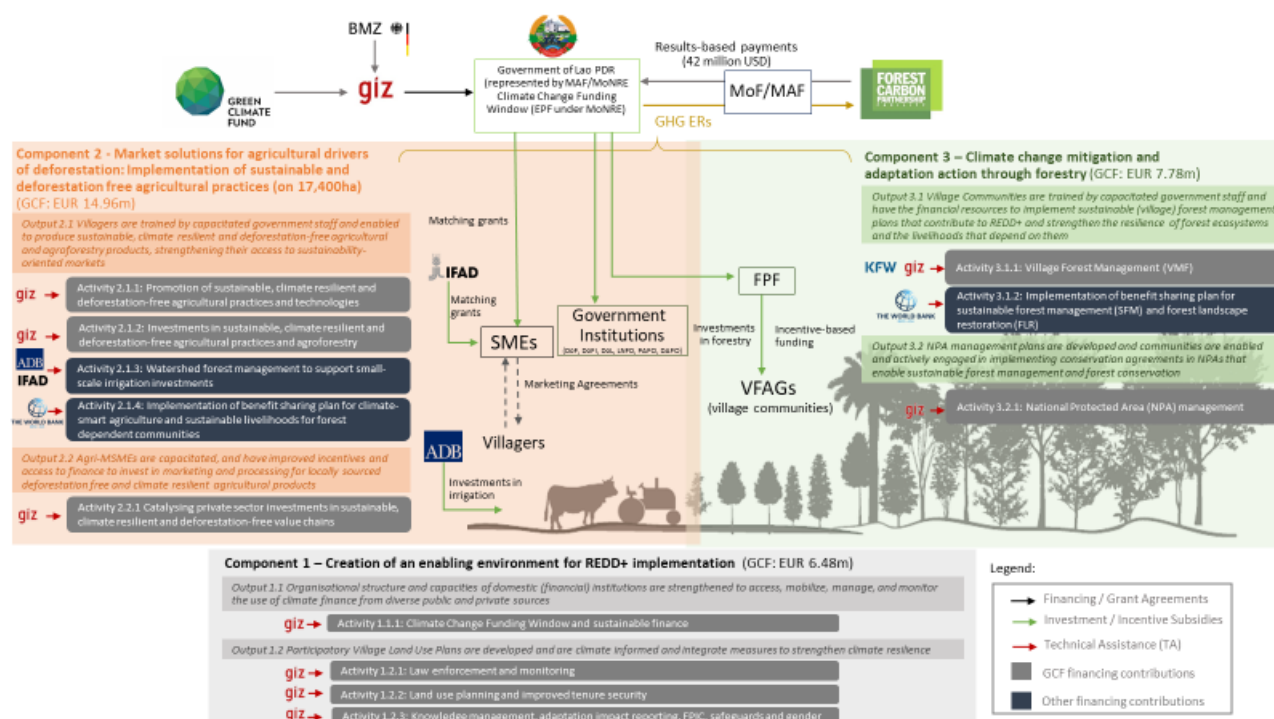 BMZ
giz
GREEN
CLIMATE
FUND
Government of Lao PDR
(represented by MAF/MoNRE
Climate Change Funding
Window (EPF under MoNRE)
Results-based payments
(42 million USD)
MoF/MAF
FOREST
CARBON
PARTNERSHIP
GHG ERs
Component 2 - Market solutions for agricultural drivers
of deforestation: Implementation of sustainable and
deforestation free agricultural practices (on 17,400ha)
(GCF: EUR 14.96m)
Output 2.1 Villagers are trained by capacitated government staff and enabled
to produce sustainable, climate resilient and deforestation-free agricultural
and agroforestry products, strengthening their access to sustainability-
oriented markets
giz
Activity 2.1.1: Promotion of sustainable, climate resilient and
deforestation-free agricultural practices and technologies
giz
Activity 2.1.2: Investments in sustainable, climate resilient and
deforestation-free agricultural practices and agroforestry
ADB
IFAD
Activity 2.1.3: Watershed forest management to support small-
scale irrigation investments
THE WORLD BANK
Activity 2.1.4: Implementation of benefit sharing plan for climate-
smart agriculture and sustainable livelihoods for forest
dependent communities
Output 2.2 Agri-MSMEs are capacitated, and have improved incentives and
access to finance to invest in marketing and processing for locally sourced
deforestation free and climate resilient agricultural products
giz
Activity 2.2.1 Catalysing private sector investments in sustainable,
climate resilient and deforestation-free value chains
Matching grants
IFAD
Matching
grants
SMEs
Government
Institutions
Marketing Agreements
Villagers
ADB
Investments in
irrigation
FPF
Investments
in forestry
Incentive-based
funding
VFAGs
(village communities)
Component 3 – Climate change mitigation and
adaptation action through forestry (GCF: EUR 7.78m)
Output 3.1 Village Communities are trained by capacitated government staff and
have the financial resources to implement sustainable (village) forest management
plans that contribute to REDD+ and strengthen the resilience of forest ecosystems
and the livelihoods that depend on them
KFW giz
Activity 3.1.1: Village Forest Management (VMF)
THE WORLD BANK
Activity 3.1.2: Implementation of benefit sharing plan for
sustainable forest management (SFM) and forest landscape
restoration (FLR)
Output 3.2 NPA management plans are developed and communities are enabled
and actively engaged in implementing conservation agreements in NPAs that
enable sustainable forest management and forest conservation
giz
Activity 3.2.1: National Protected Area (NPA) management
Component 1 – Creation of an enabling environment for REDD+ implementation (GCF: EUR 6.48m)
Output 1.1 Organisational structure and capacities of domestic (financial) institutions are strengthened to access, mobilize, manage, and monitor
the use of climate finance from diverse public and private sources
giz
Activity 1.1.1: Climate Change Funding Window and sustainable finance
Output 1.2 Participatory Village Land Use Plans are developed and are climate informed and integrate measures to strengthen climate resilience
giz
Activity 1.2.1: Law enforcement and monitoring
giz
Activity 1.2.2: Land use planning and improved tenure security
giz
Activity 1.2.3: Knowledge management, adaptation impact reporting, FPIC, safeguards and gender
Legend:
Financing / Grant Agreements
Investment / Incentive Subsidies
Technical Assistance (TA)
GCF financing contributions
Other financing contributions